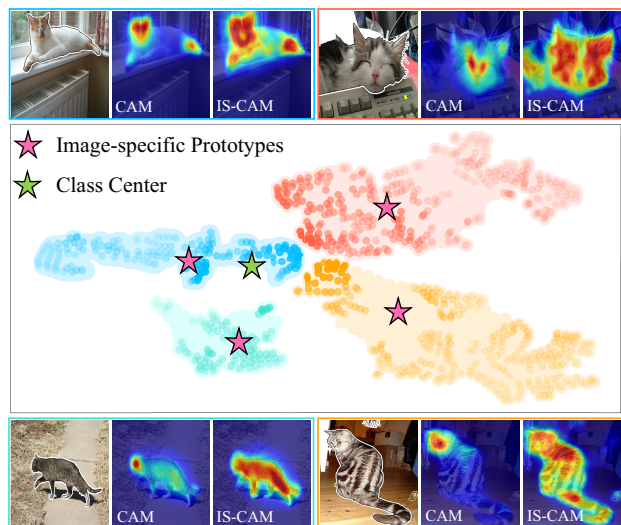 CAM IS-CAM CAM IS-CAM
Image-specific Prototypes
Class Center
CAM IS-CAM CAM IS-CAM